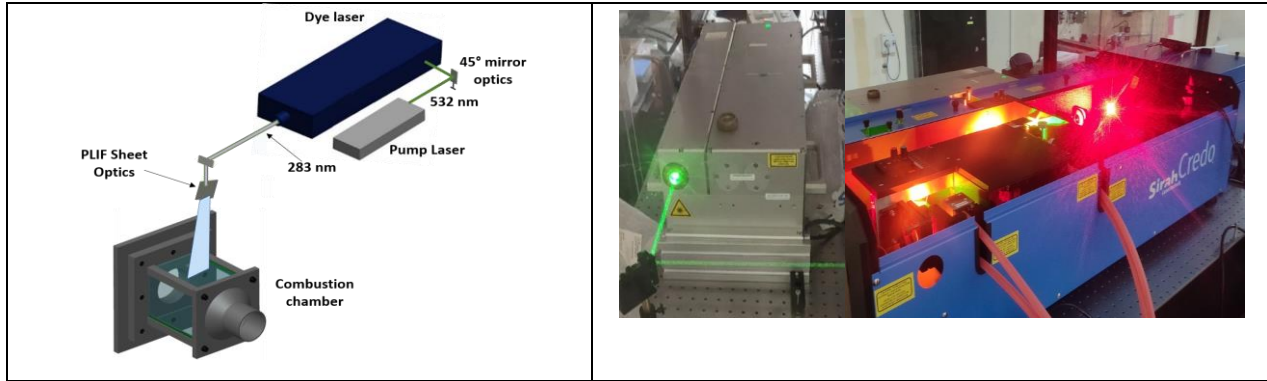 Dye laser
45° mirror
optics
532 nm
Pump Laser
283 nm
PLIF Sheet
Optics
Combustion
chamber
Sirah Credo